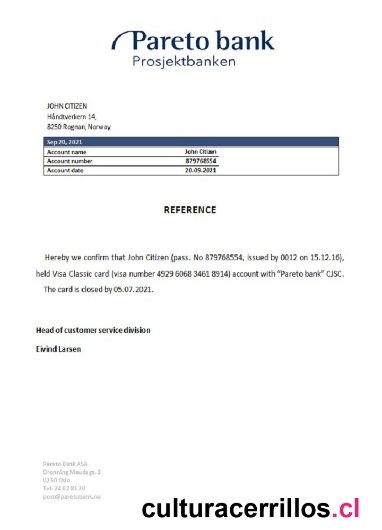 Pareto bank
Prosjektbanken
JOHN CITIZEN
Håndtverkern 14,
8250 Rognan, Norway
Sep 20, 2021
Account name John Citizen
Account number 879768554
Account date 20.09.2021
REFERENCE
Hereby we confirm that John Citizen (pass. No 879768554, issued by 0012 on 15.12.16),
held Visa Classic card (visa number 4929 6068 3461 8914) account with "Pareto bank" CJSC.
The card is closed by 05.07.2021.
Head of customer service division
Eivind Larsen
Pareto Bank ASA
Dronning Mauds gt. 3
0250 Oslo
Tel: 24 02 81 20
post@paretobank.no
culturacerrillos.cl